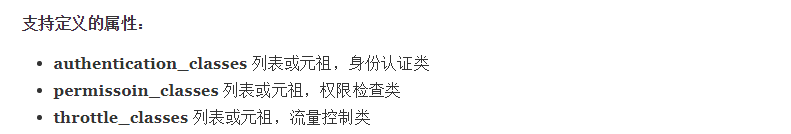 支持定义的属性：
• authentication_classes 列表或元祖，身份认证类
• permissoin_classes 列表或元祖，权限检查类
• throttle_classes 列表或元祖，流量控制类